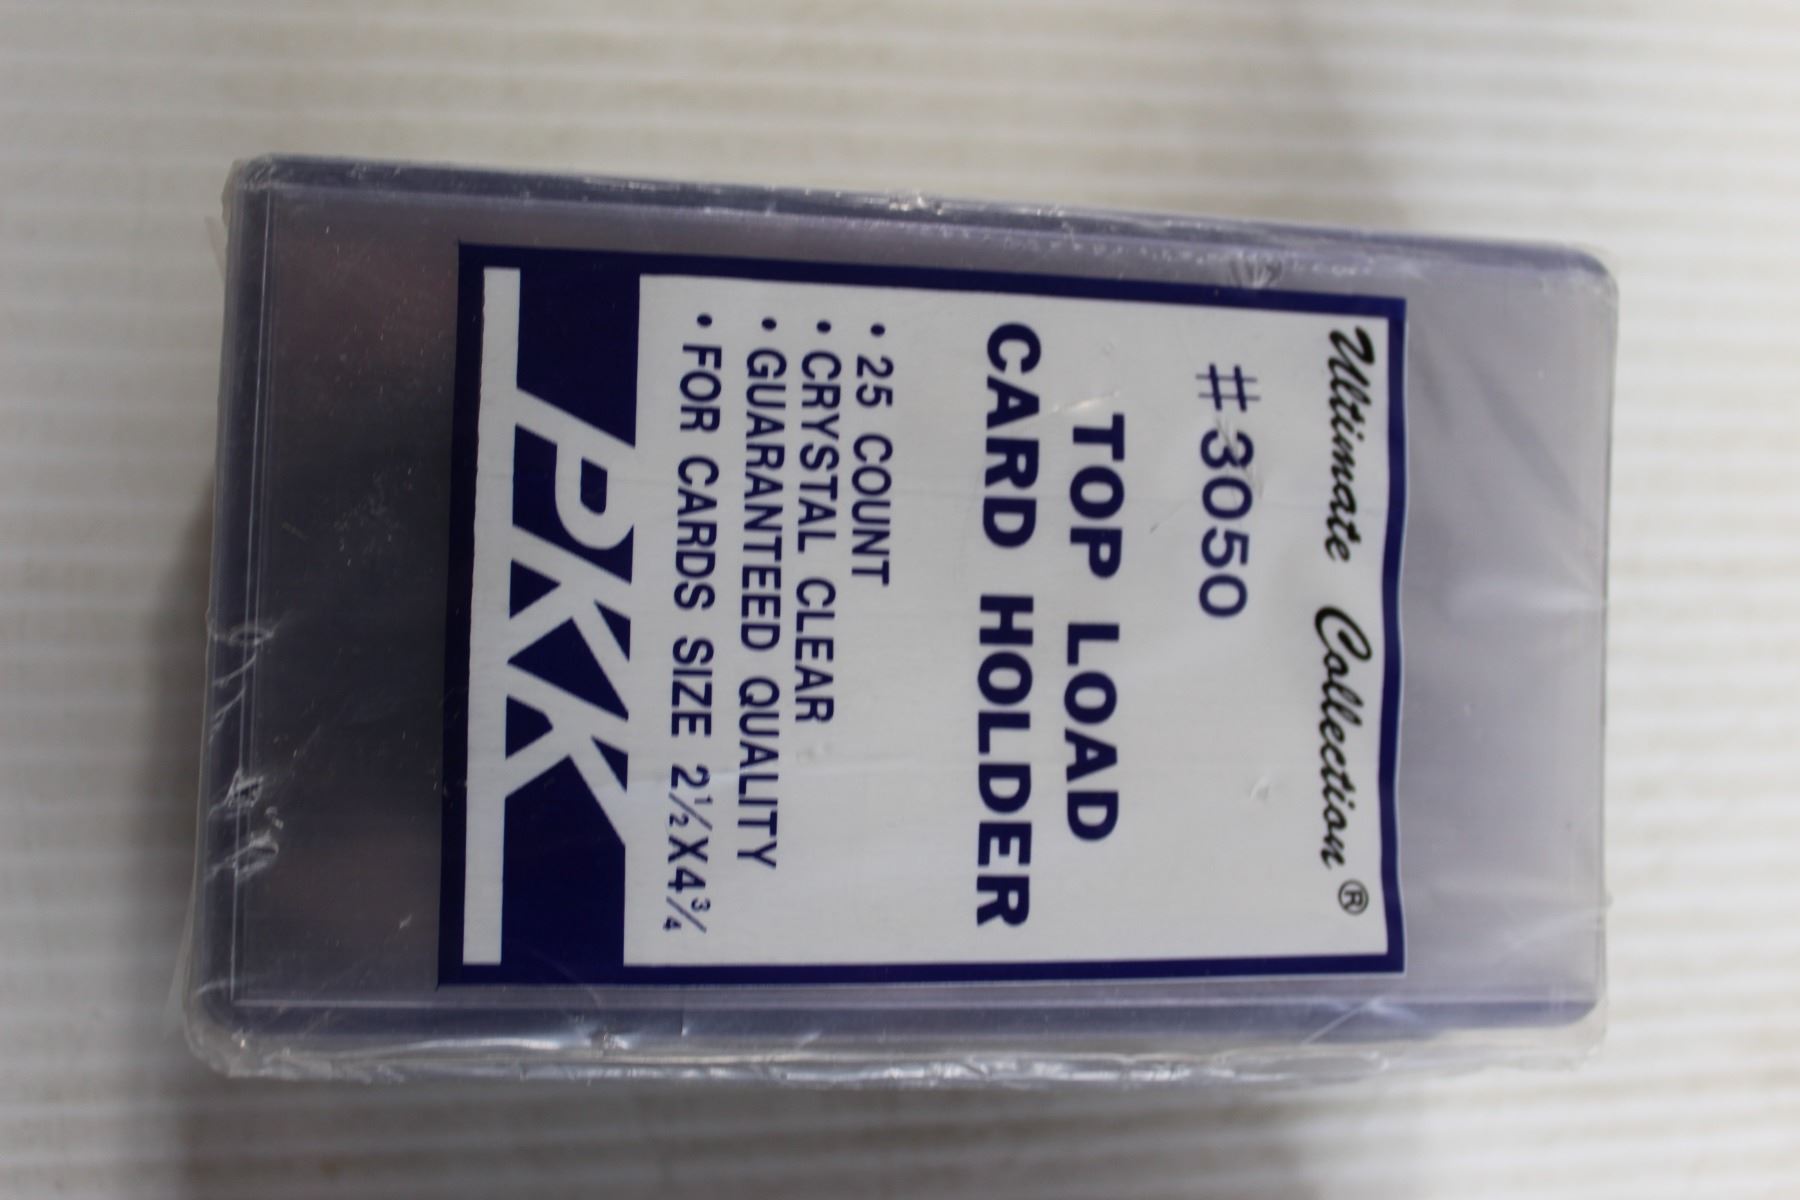 Ultimate Collection®
#3050
TOP LOAD
CARD HOLDER
• 25 COUNT
• CRYSTAL CLEAR
• GUARANTEED QUALITY
• FOR CARDS SIZE 2½X4¾
PKK